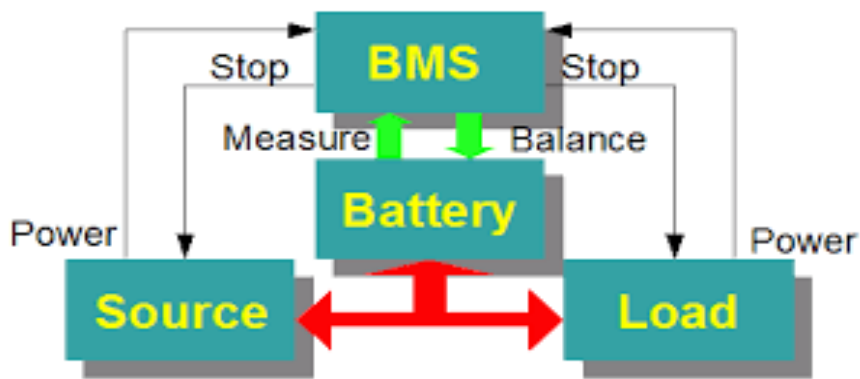 BMS
Stop
Stop
Measure
Balance
Battery
Power
Power
Source
Load